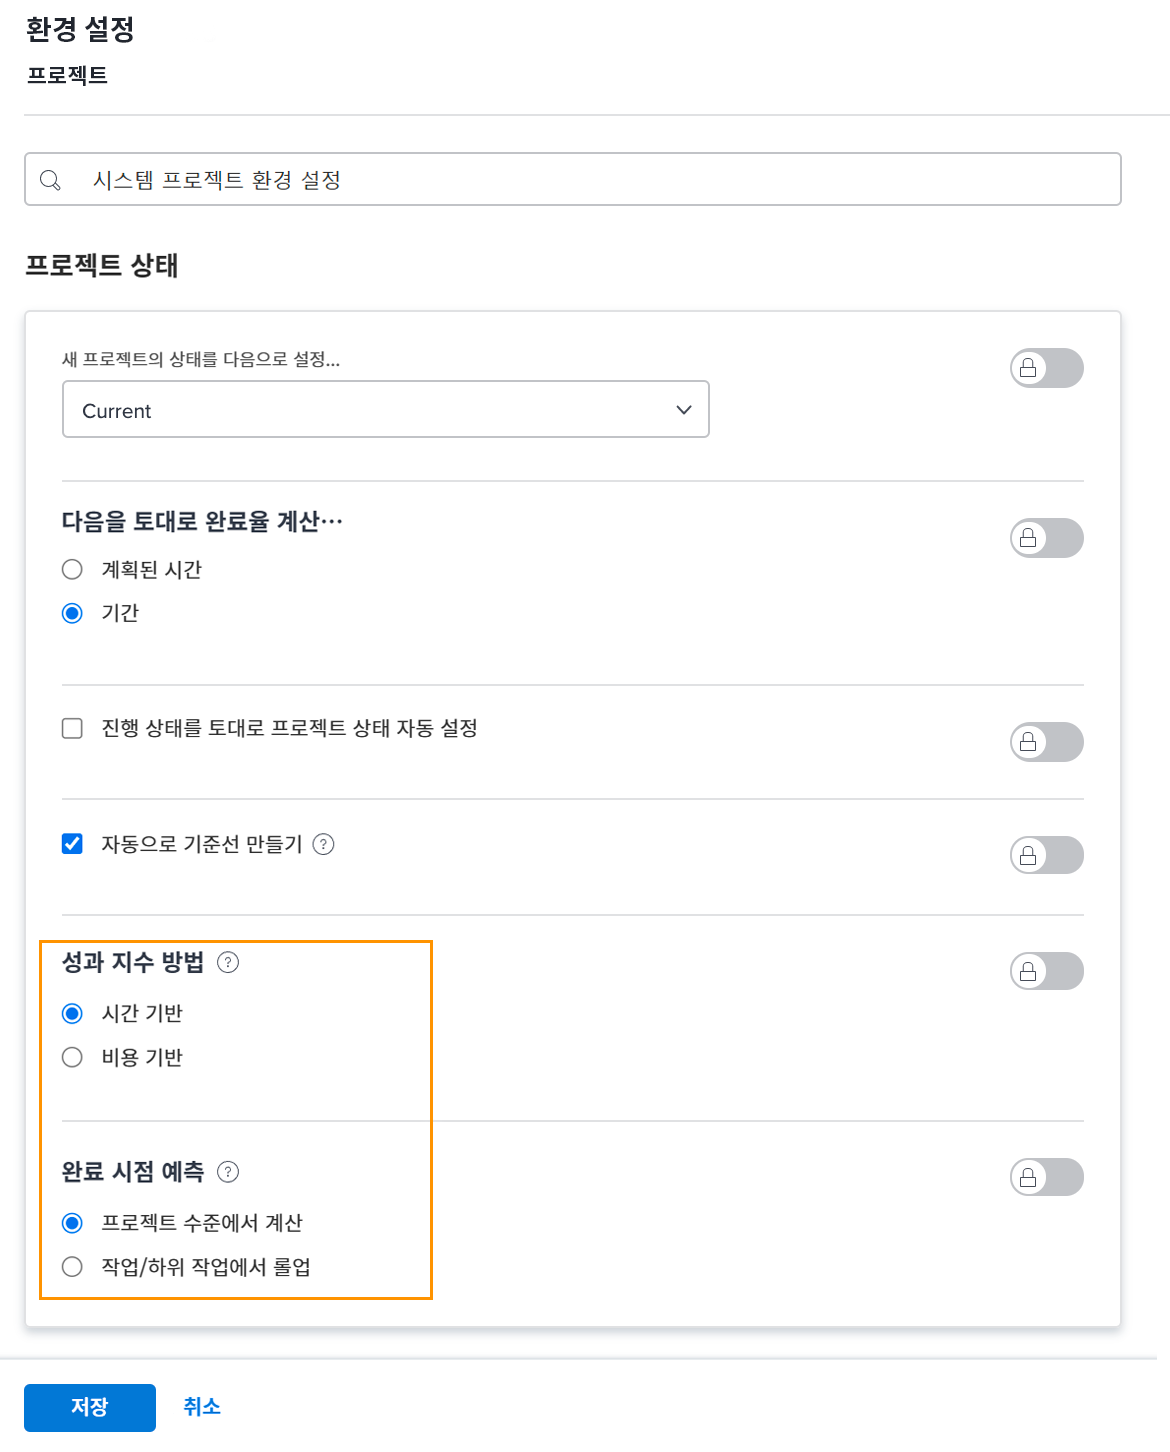 환경 설정
프로젝트
시스템 프로젝트 환경 설정
프로젝트 상태
새 프로젝트의 상태를 다음으로 설정...
Current
다음을 토대로 완료율 계산…
계획된 시간
기간
진행 상태를 토대로 프로젝트 상태 자동 설정
자동으로 기준선 만들기 ?
성과 지수 방법 ?
시간 기반
비용 기반
완료 시점 예측 ?
프로젝트 수준에서 계산
작업/하위 작업에서 롤업
저장 취소